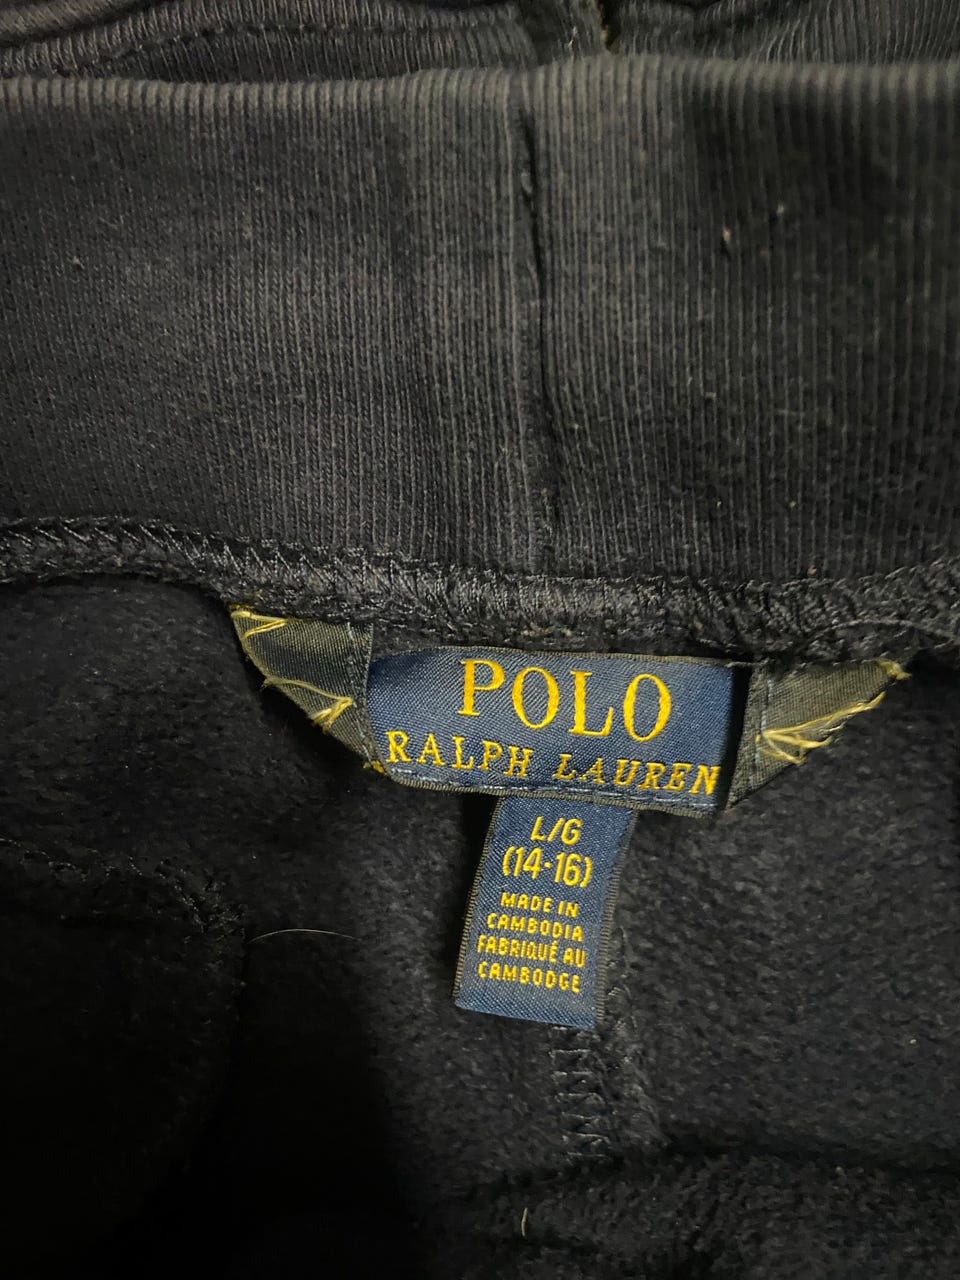 POLO
RALPH LAUREN
L/G
(14-16)
MADE IN
CAMBODIA
FABRIQUÉ AU
CAMBODGE